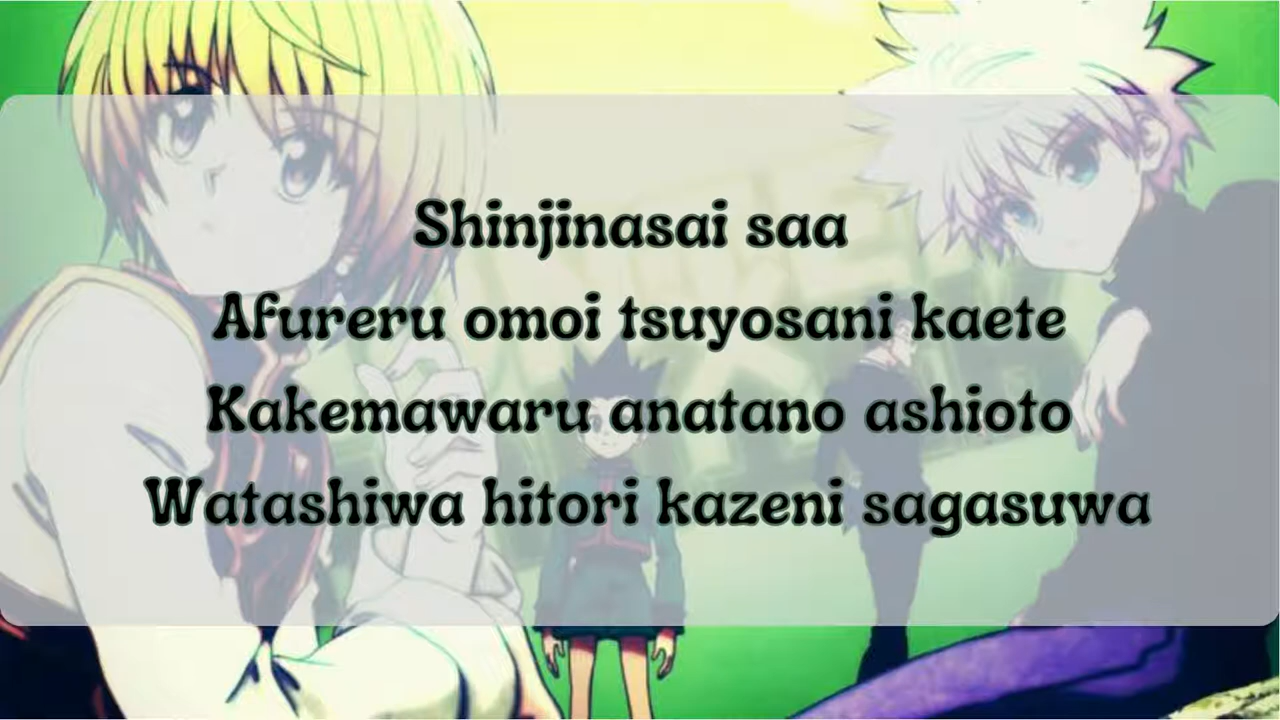 Shinjinasai saa
Afureru omoi tsuyosani kaete
Kakemawaru anatano ashioto
Watashiwa hitori kazeni sagasuwa